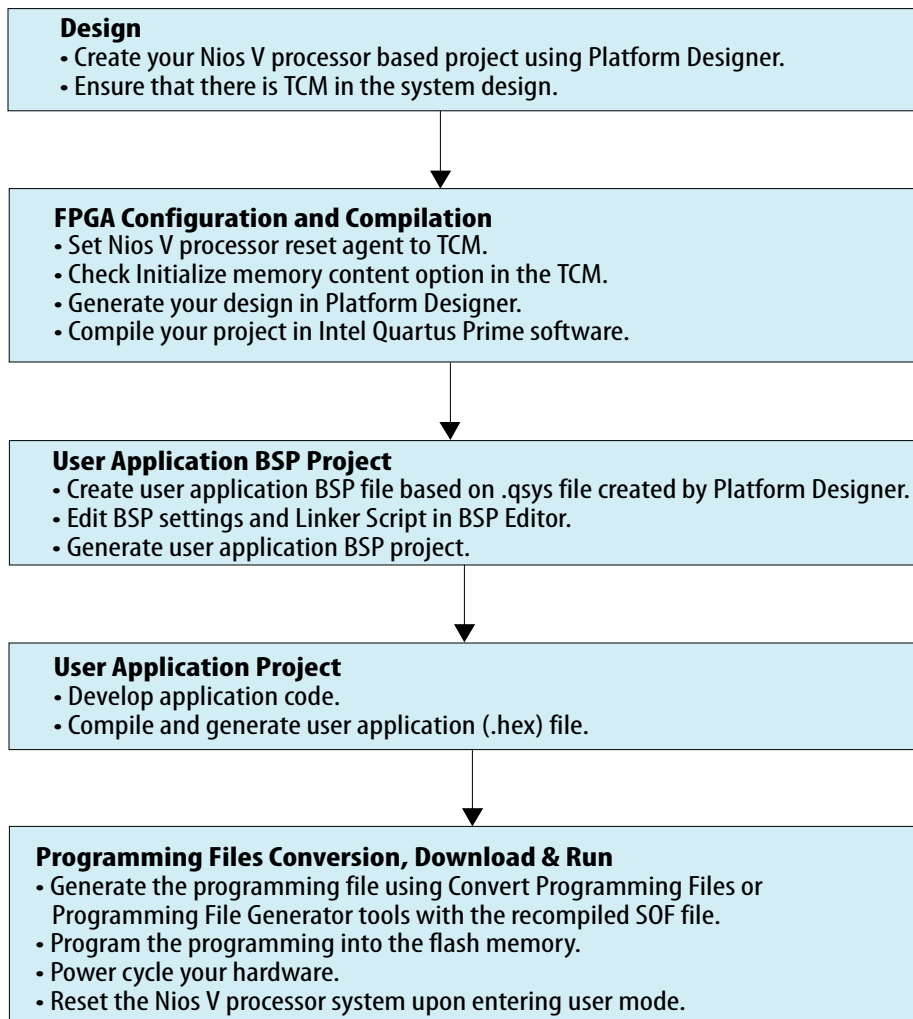 Design
• Create your Nios V processor based project using Platform Designer.
• Ensure that there is TCM in the system design.
FPGA Configuration and Compilation
• Set Nios V processor reset agent to TCM.
• Check Initialize memory content option in the TCM.
• Generate your design in Platform Designer.
• Compile your project in Intel Quartus Prime software.
User Application BSP Project
• Create user application BSP file based on .qsys file created by Platform Designer.
• Edit BSP settings and Linker Script in BSP Editor.
• Generate user application BSP project.
User Application Project
• Develop application code.
• Compile and generate user application (.hex) file.
Programming Files Conversion, Download & Run
• Generate the programming file using Convert Programming Files or
Programming File Generator tools with the recompiled SOF file.
• Program the programming into the flash memory.
• Power cycle your hardware.
• Reset the Nios V processor system upon entering user mode.